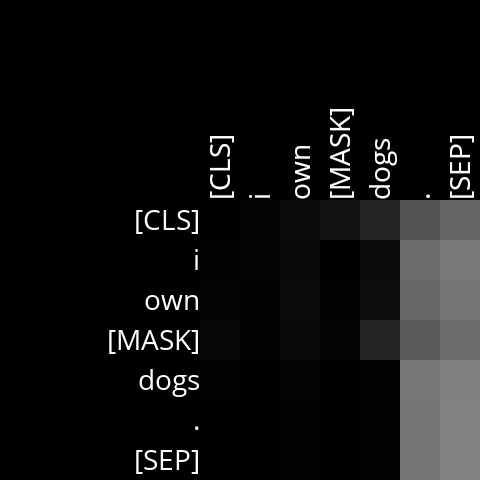 [CLS] i own [MASK] dogs . [SEP]
[CLS]
i
own
[MASK]
dogs
.
[SEP]